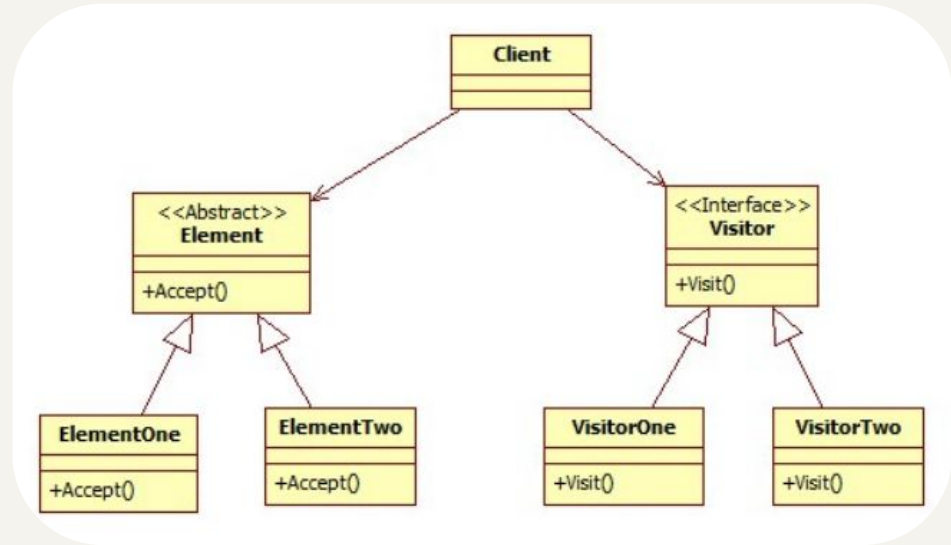 Client
<<Abstract>>
Element
+Accept()
<<Interface>>
Visitor
+Visit()
ElementOne
+Accept()
ElementTwo
+Accept()
VisitorOne
+Visit()
VisitorTwo
+Visit()